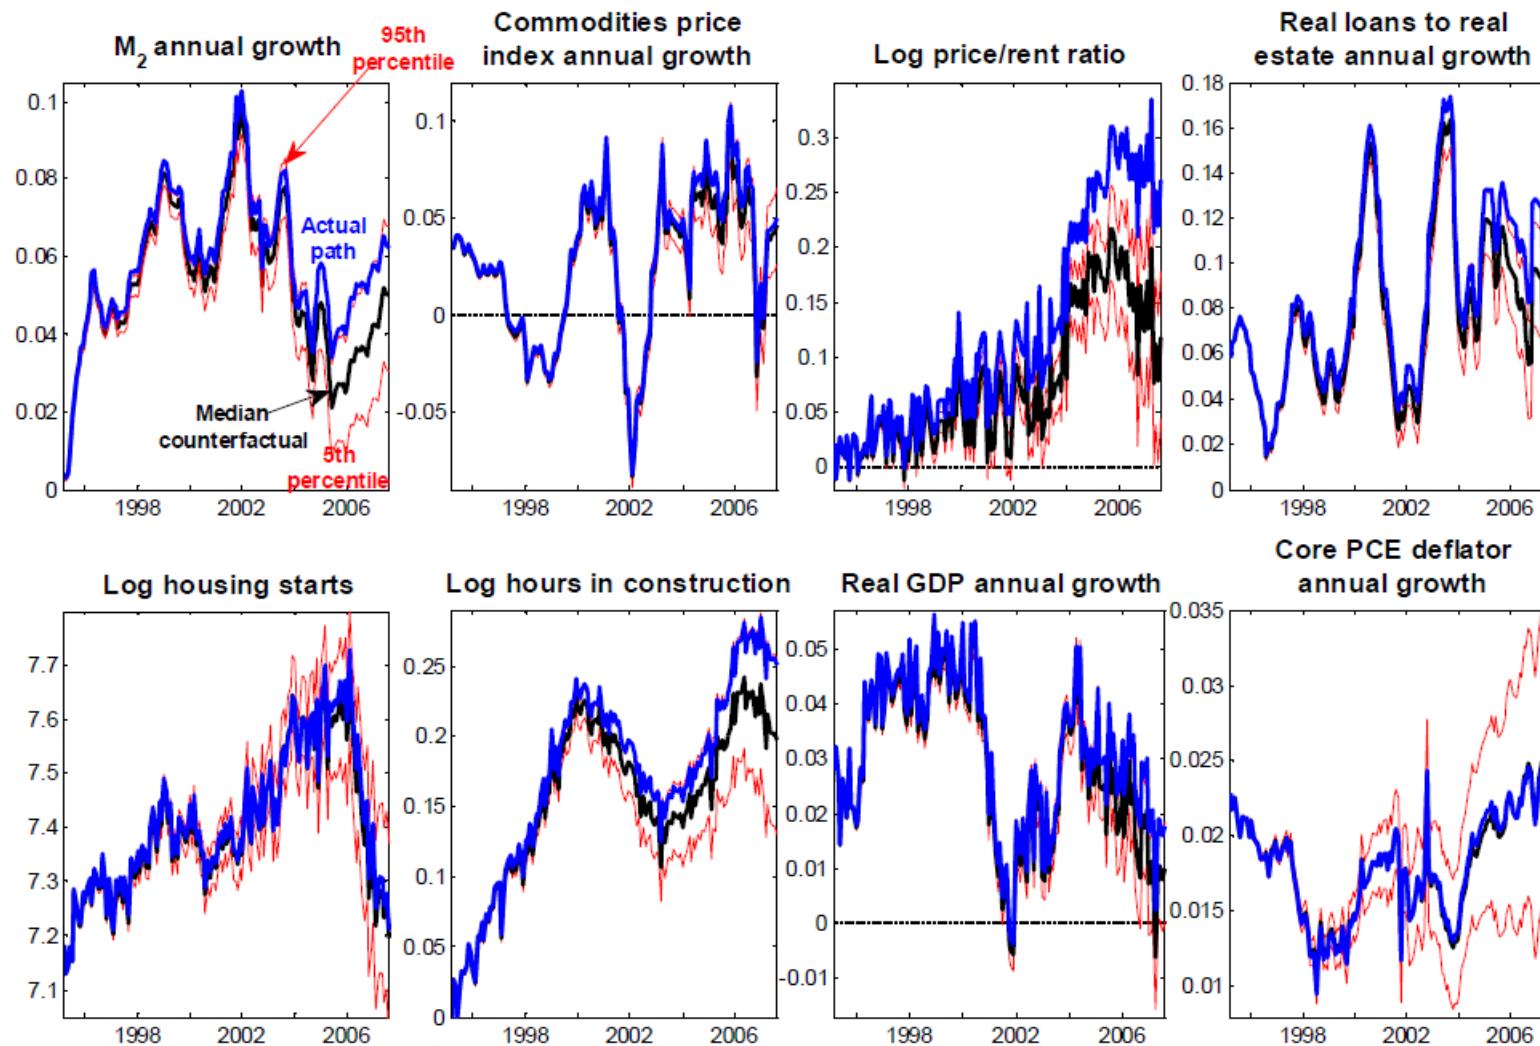 M2 annual growth
95th
percentile
0.1
0.08
0.06
0.04
0.02
0
Actual
path
Median
counterfactual
5th
percentile
1998 2002 2006
Commodities price
index annual growth
0.1
0.05
0
-0.05
1998 2002 2006
Log price/rent ratio
0.3
0.25
0.2
0.15
0.1
0.05
0
1998 2002 2006
Real loans to real
estate annual growth
0.18
0.16
0.14
0.12
0.1
0.08
0.06
0.04
0.02
0
1998 2002 2006
Log housing starts
7.7
7.6
7.5
7.4
7.3
7.2
7.1
1998 2002 2006
Log hours in construction
0.25
0.2
0.15
0.1
0.05
0
1998 2002 2006
Real GDP annual growth
0.05
0.04
0.03
0.02
0.01
0
-0.01
1998 2002 2006
Core PCE deflator
annual growth
0.035
0.03
0.025
0.02
0.015
0.01
1998 2002 2006